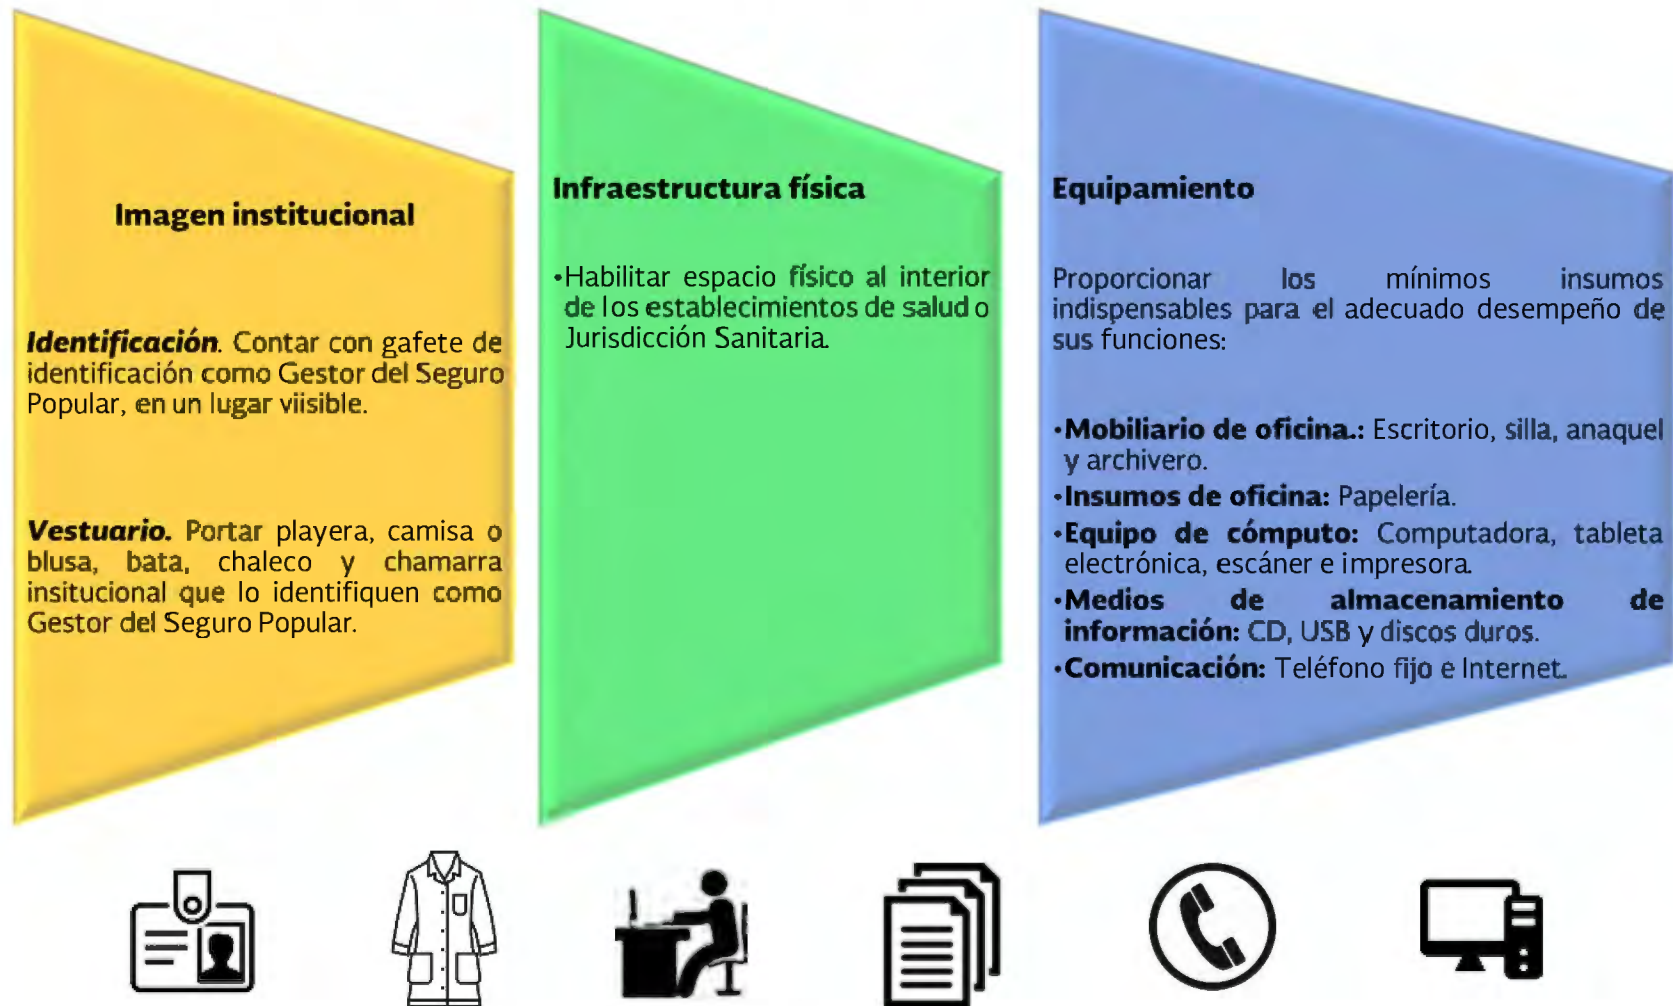 Imagen institucional
Identificación. Contar con gafete de
identificación como Gestor del Seguro
Popular, en un lugar viisible.
Vestuario. Portar playera, camisa o
blusa, bata, chaleco y chamarra
insitucional que lo identifiquen como
Gestor del Seguro Popular.
Infraestructura física
•Habilitar espacio físico al interior
de los establecimientos de salud o
Jurisdicción Sanitaria.
Equipamiento
Proporcionar los mínimos insumos
indispensables para el adecuado desempeño de
sus funciones:
•Mobiliario de oficina.: Escritorio, silla, anaquel
y archivero.
•Insumos de oficina: Papelería.
•Equipo de cómputo: Computadora, tableta
electrónica, escáner e impresora.
•Medios de almacenamiento de
información: CD, USB y discos duros.
•Comunicación: Teléfono fijo e Internet.